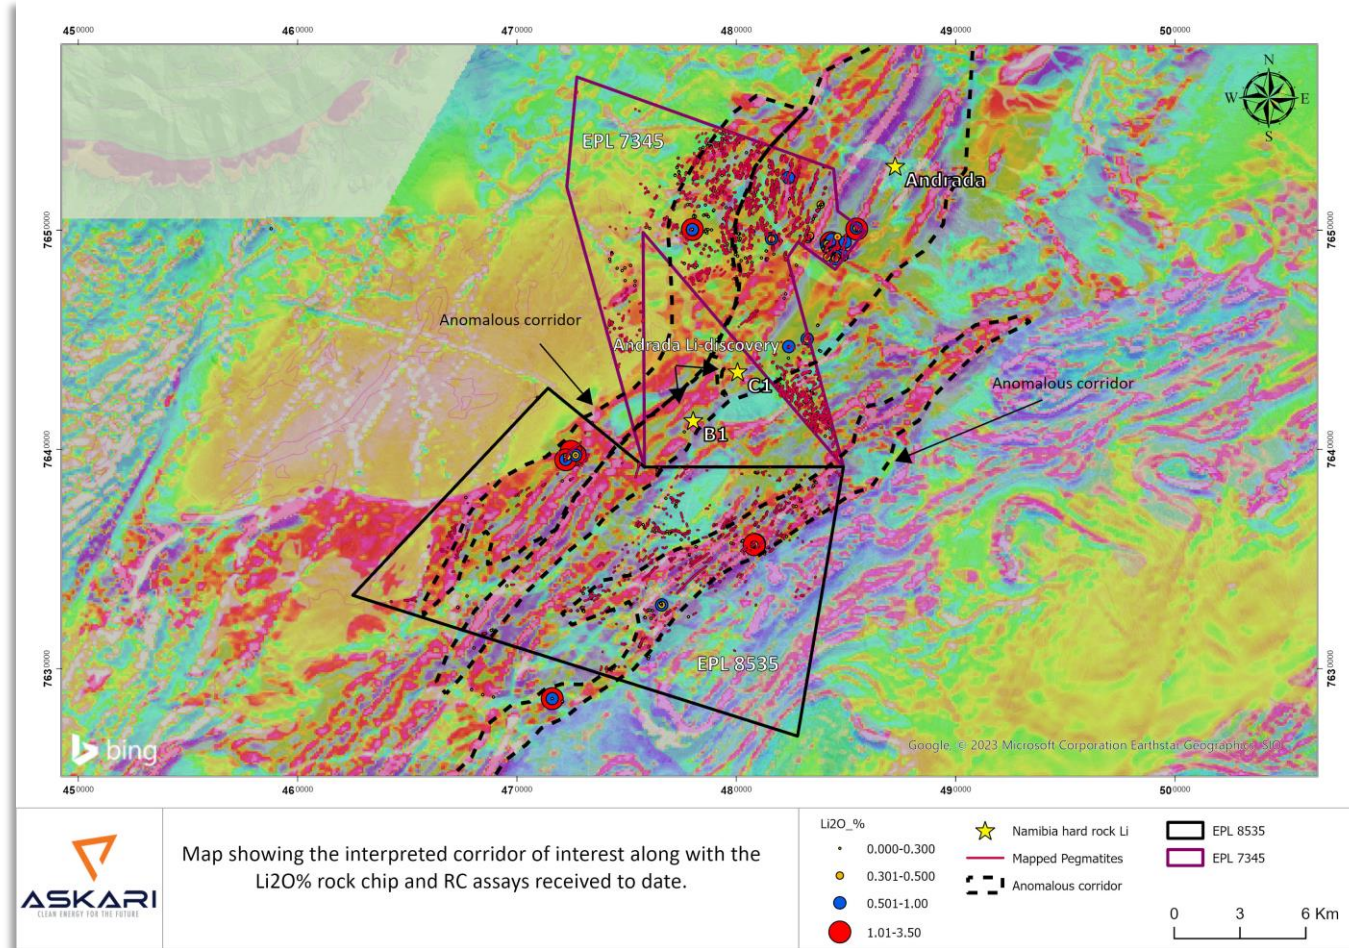 450000 460000 470000 480000 490000 500000
N
W E
S
EPL 7345
Andrada
7650000 7650000
Anomalous corridor
Andrada Li-discovery
C1
Anomalous corridor
B1
7640000 7640000
EPL 8535
7630000 7630000
bing
Google, © 2023 Microsoft Corporation Earthstar Geographics SIO
450000 460000 470000 480000 490000 500000
ASKARI
CLEAN ENERGY FOR THE FUTURE
Map showing the interpreted corridor of interest along with the
Li2O% rock chip and RC assays received to date.
Li2O_%
0.000-0.300
0.301-0.500
0.501-1.00
1.01-3.50
Namibia hard rock Li
Mapped Pegmatites
Anomalous corridor
EPL 8535
EPL 7345
0 3 6 Km